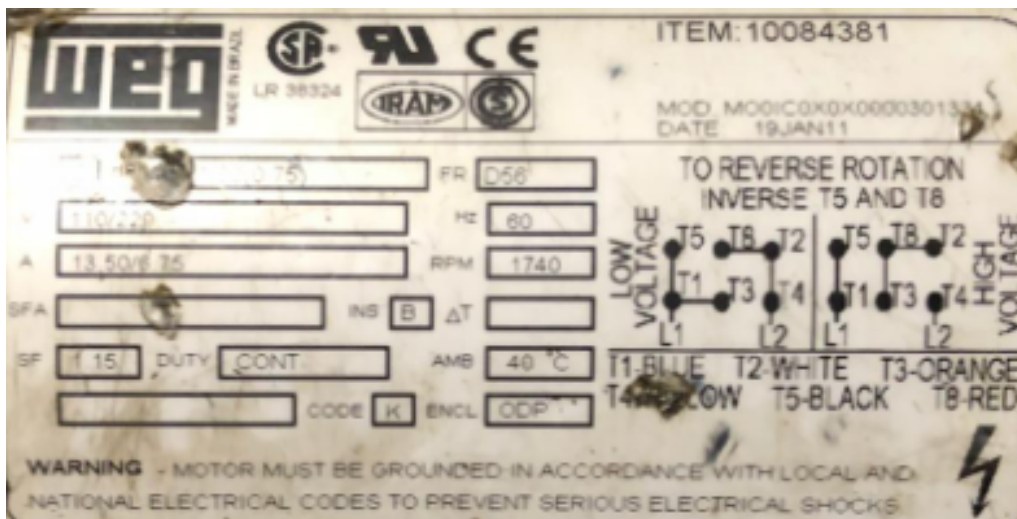 WEG
MADE IN BRAZIL
LR 38324
IRAM
ITEM: 10084381
MOD M00IC0X0X0000301334
DATE 19JAN11
(0.75) FR D56
V 110/220 Hz 60
A 13.50/6.75 RPM 1740
SFA INS B ΔT
SF 1.15 DUTY CONT. AMB 40 °C
CODE K ENCL ODP
TO REVERSE ROTATION
INVERSE T5 AND T8
LOW VOLTAGE
T5 T8 T2
T1 T3 T4
L1 L2
T5 T8 T2
T1 T3 T4
L1 L2
HIGH VOLTAGE
T1-BLUE T2-WHITE T3-ORANGE
T5-BLACK T8-RED
WARNING - MOTOR MUST BE GROUNDED IN ACCORDANCE WITH LOCAL AND
NATIONAL ELECTRICAL CODES TO PREVENT SERIOUS ELECTRICAL SHOCKS